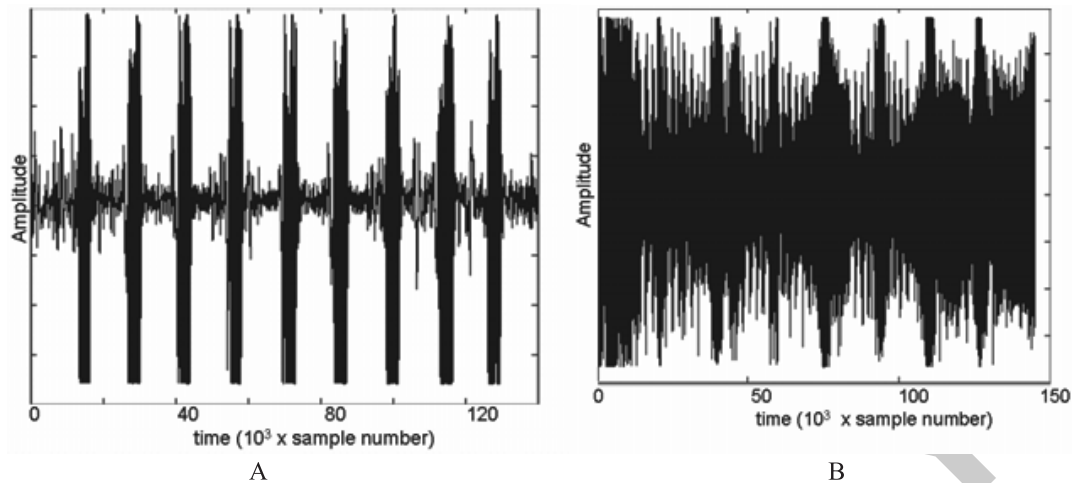 Amplitude
0 40 80 120
time (10³ x sample number)
A
Amplitude
0 50 100 150
time (10³ x sample number)
B